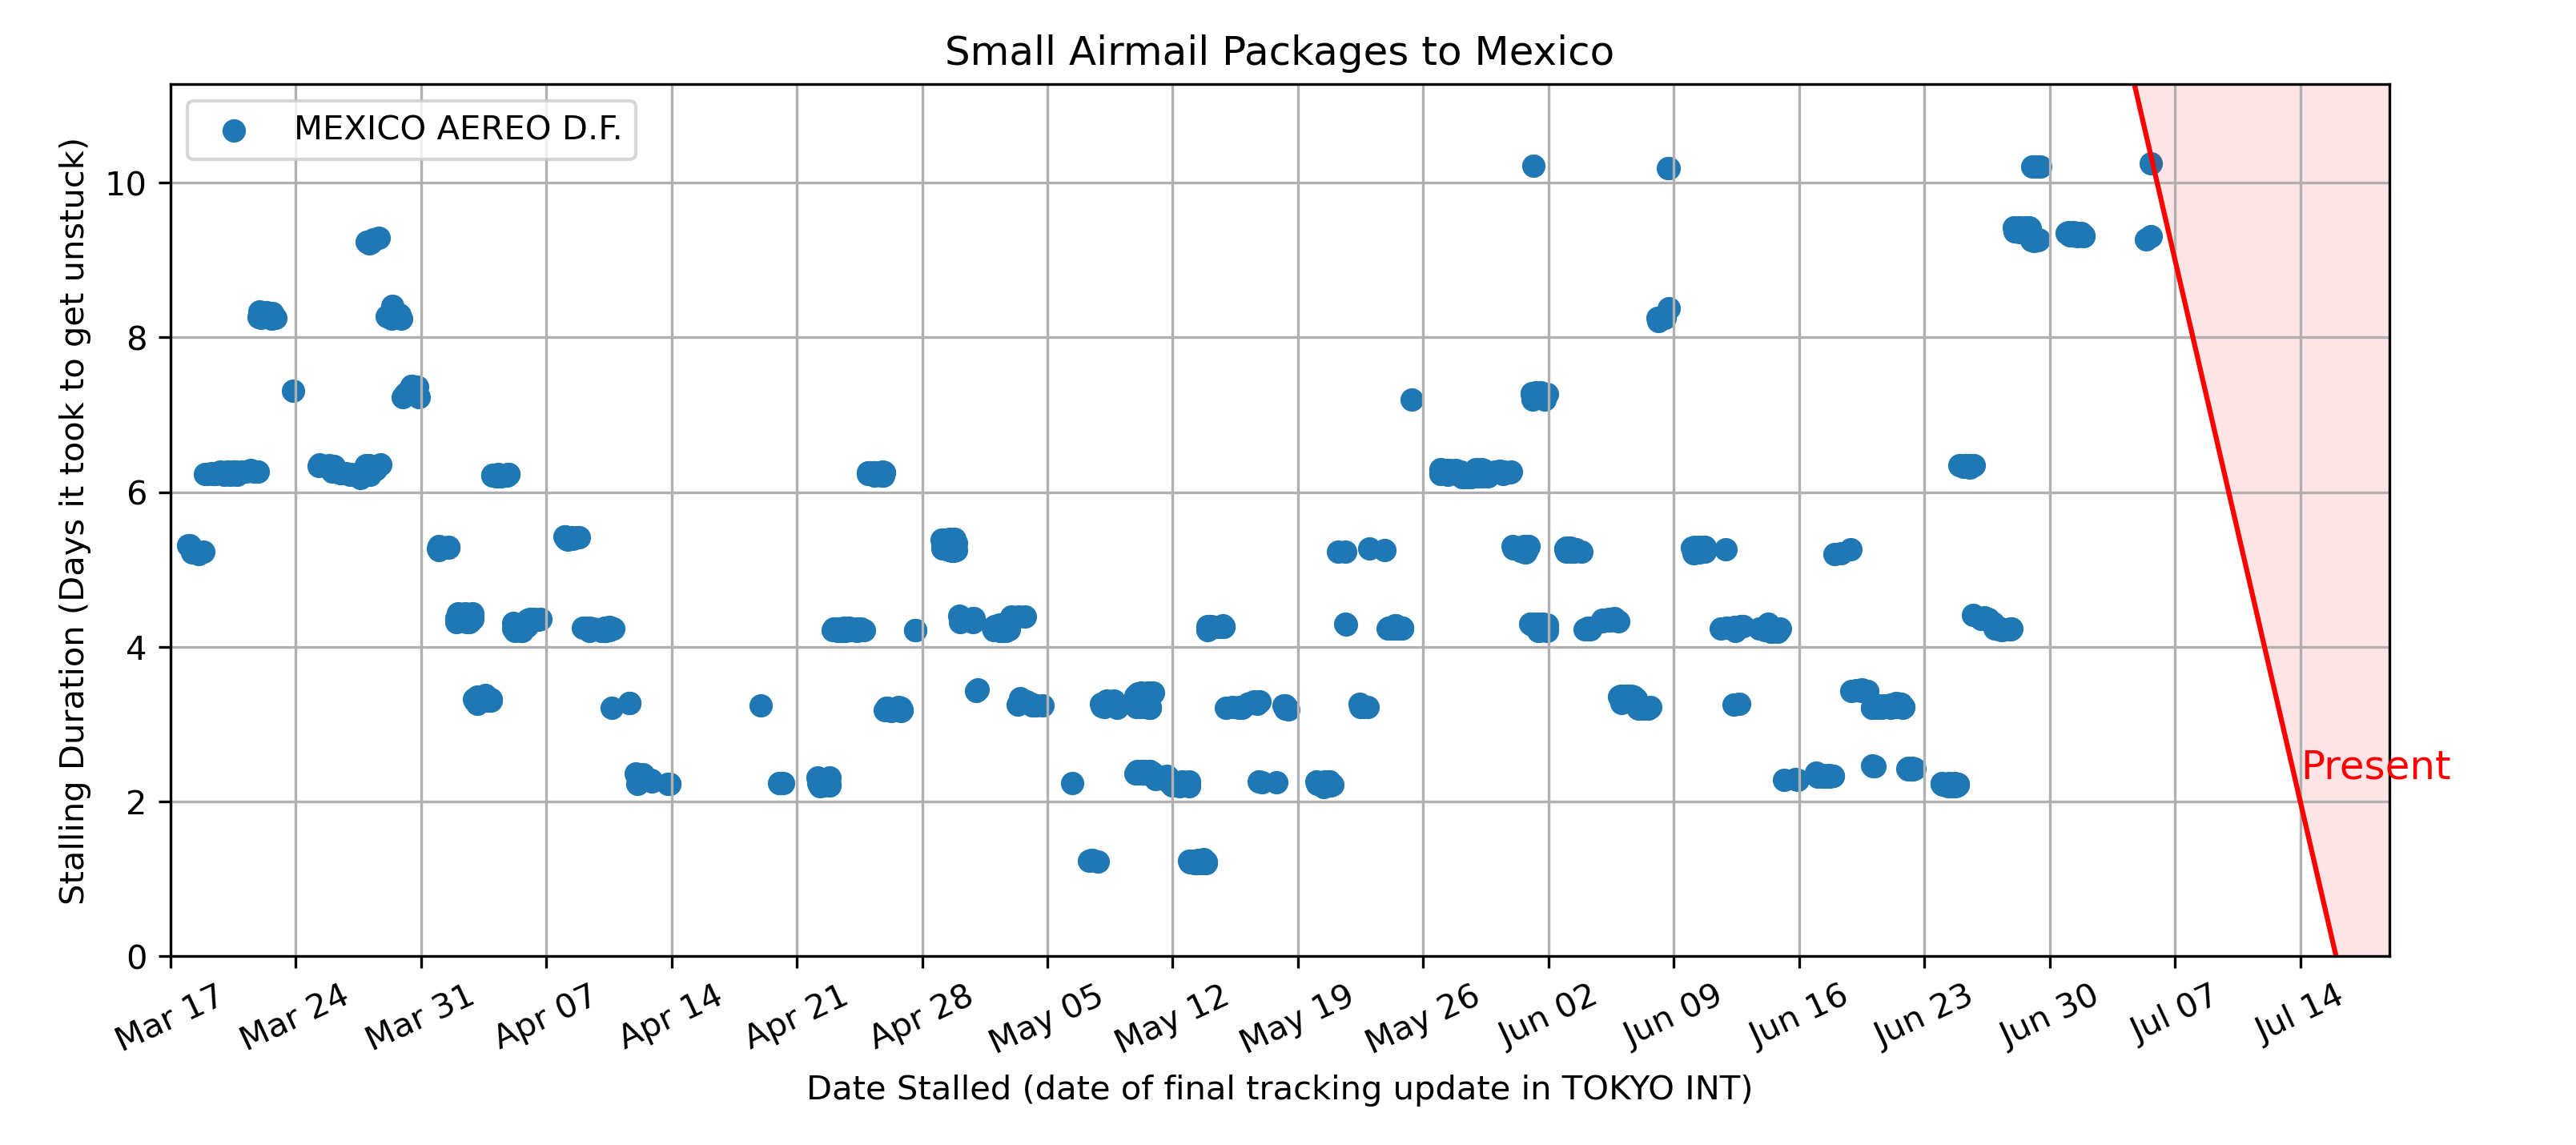 Small Airmail Packages to Mexico
MEXICO AEREO D.F.
Stalling Duration (Days it took to get unstuck)
10
8
6
4
2
0
Present
Mar 17
Mar 24
Mar 31
Apr 07
Apr 14
Apr 21
Apr 28
May 05
May 12
May 19
May 26
Jun 02
Jun 09
Jun 16
Jun 23
Jun 30
Jul 07
Jul 14
Date Stalled (date of final tracking update in TOKYO INT)